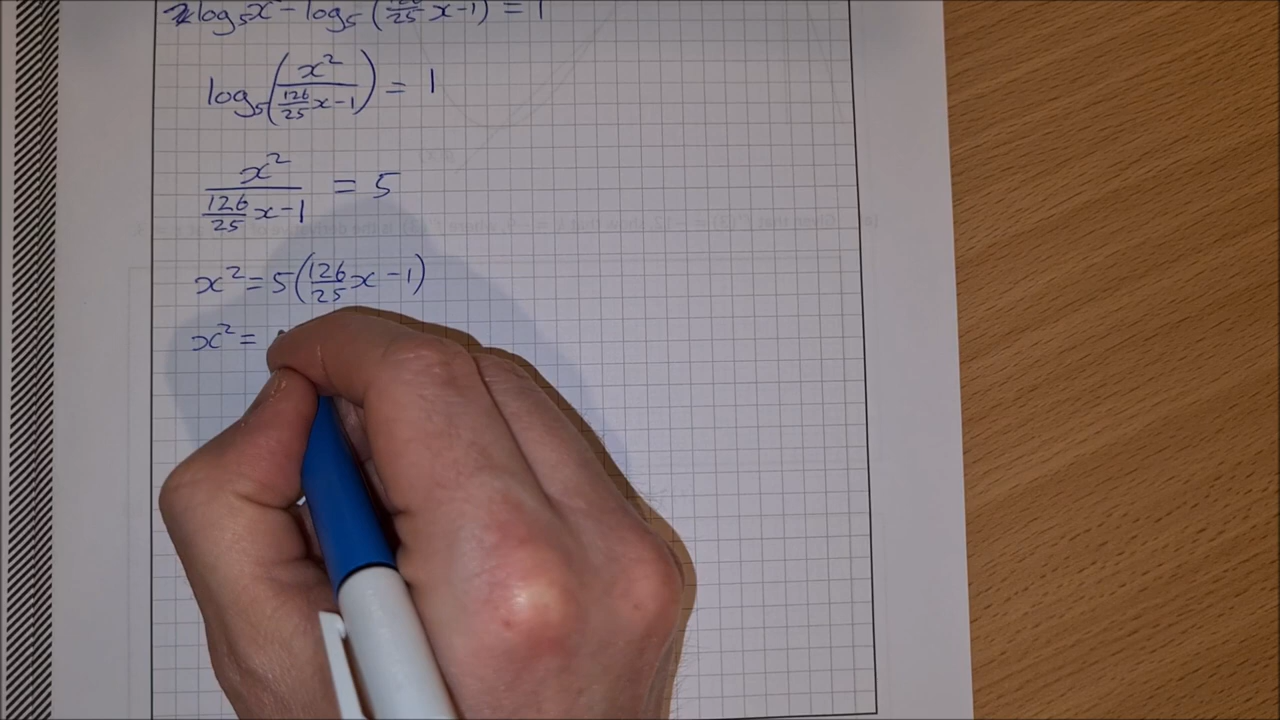 2log₅x - log₅(126/25 x - 1) = 1
log₅(x²/(126/25 x - 1)) = 1
x²/(126/25 x - 1) = 5
x² = 5(126/25 x - 1)
x² =